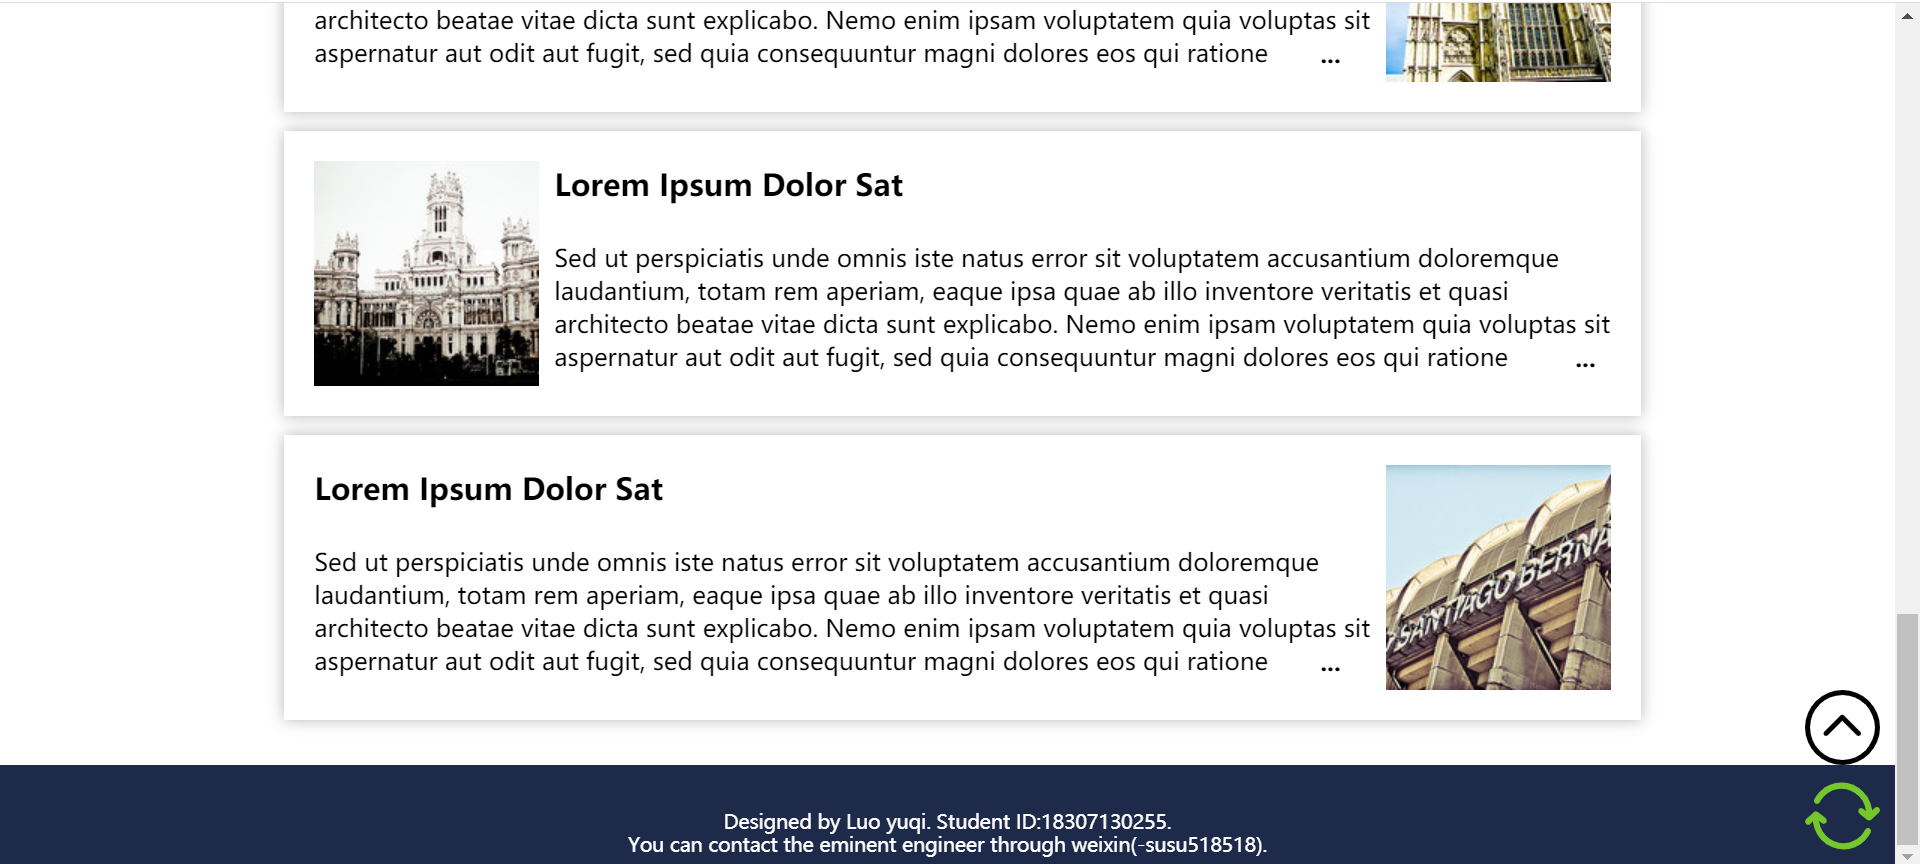 architecto beatae vitae dicta sunt explicabo. Nemo enim ipsam voluptatem quia voluptas sit
aspernatur aut odit aut fugit, sed quia consequuntur magni dolores eos qui ratione ...
Lorem Ipsum Dolor Sat
Sed ut perspiciatis unde omnis iste natus error sit voluptatem accusantium doloremque
laudantium, totam rem aperiam, eaque ipsa quae ab illo inventore veritatis et quasi
architecto beatae vitae dicta sunt explicabo. Nemo enim ipsam voluptatem quia voluptas sit
aspernatur aut odit aut fugit, sed quia consequuntur magni dolores eos qui ratione ...
Lorem Ipsum Dolor Sat
Sed ut perspiciatis unde omnis iste natus error sit voluptatem accusantium doloremque
laudantium, totam rem aperiam, eaque ipsa quae ab illo inventore veritatis et quasi
architecto beatae vitae dicta sunt explicabo. Nemo enim ipsam voluptatem quia voluptas sit
aspernatur aut odit aut fugit, sed quia consequuntur magni dolores eos qui ratione ...
SANTIAGO BERNA
Designed by Luo yuqi. Student ID:18307130255.
You can contact the eminent engineer through weixin(-susu518518).